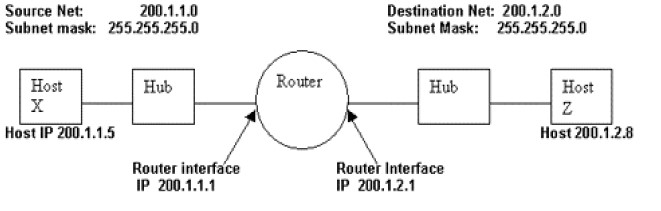 Source Net: 200.1.1.0
Subnet mask: 255.255.255.0
Destination Net: 200.1.2.0
Subnet Mask: 255.255.255.0
Host
X
Hub
Router
Hub
Host
Z
Host IP 200.1.1.5
Host 200.1.2.8
Router interface
IP 200.1.1.1
Router Interface
IP 200.1.2.1